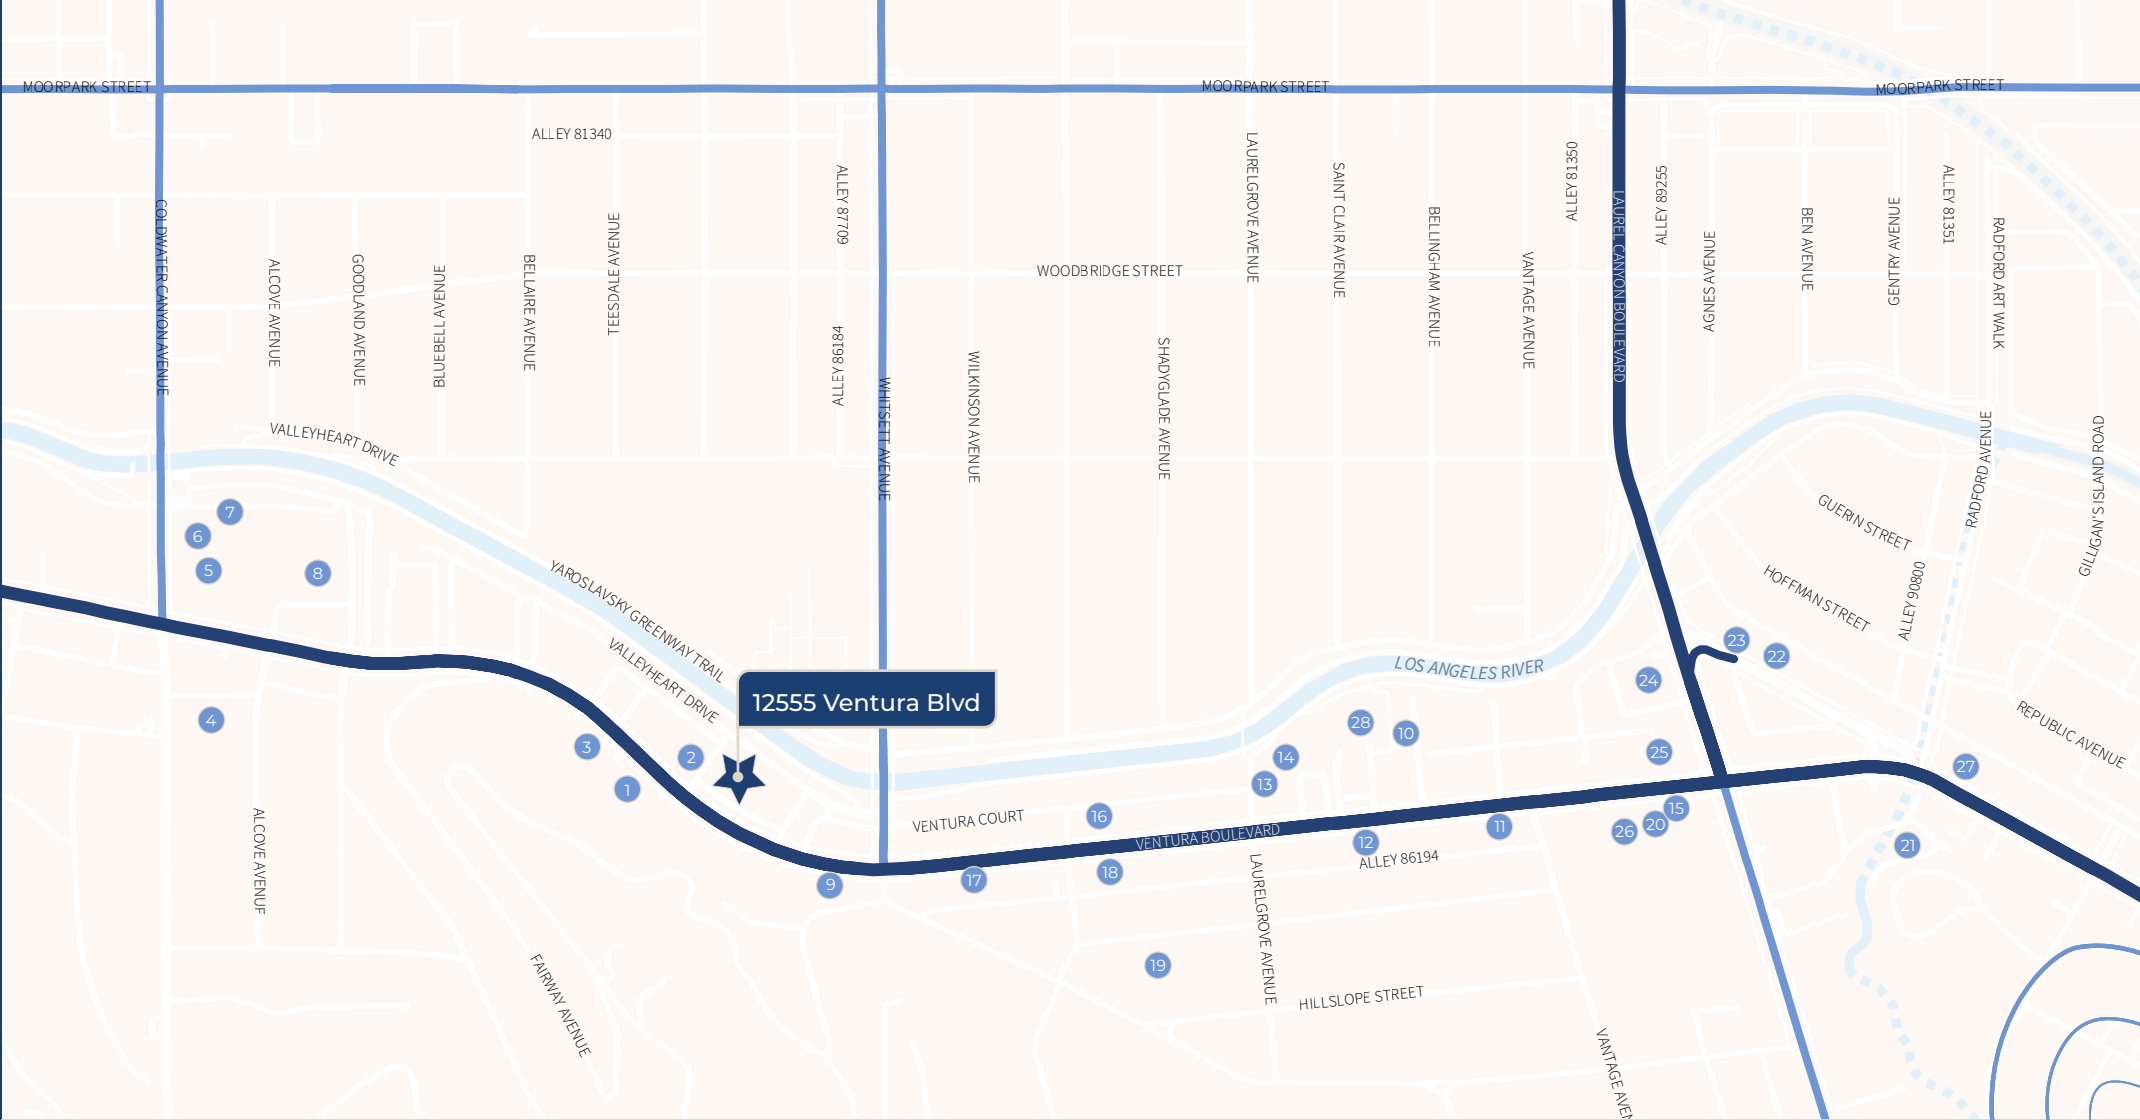 MOORPARK STREET
MOORPARK STREET
MOORPARK STREET
ALLEY 81340
COLDWATER CANYON AVENUE
ALCOVE AVENUE
GOODLAND AVENUE
BLUEBELL AVENUE
BELLAIRE AVENUE
TEESDALE AVENUE
ALLEY 87709
ALLEY 86184
WHITSETT AVENUE
WILKINSON AVENUE
WOODBRIDGE STREET
SHADYGLADE AVENUE
LAURELGROVE AVENUE
SAINT CLAIR AVENUE
BELLINGHAM AVENUE
VANTAGE AVENUE
ALLEY 81350
LAUREL CANYON BOULEVARD
ALLEY 89255
AGNES AVENUE
BEN AVENUE
GENTRY AVENUE
ALLEY 81351
RADFORD ART WALK
VALLEYHEART DRIVE
RADFORD AVENUE
GILLIGAN'S ISLAND ROAD
GUERIN STREET
HOFFMAN STREET
ALLEY 90800
REPUBLIC AVENUE
7
6
5
8
YAROSLAVSKY GREENWAY TRAIL
VALLEYHEART DRIVE
LOS ANGELES RIVER
12555 Ventura Blvd
23
22
24
4
3
2
1
28
10
14
13
25
27
VENTURA COURT
16
VENTURA BOULEVARD
12
11
26
20
15
21
ALLEY 86194
9
17
18
19
ALCOVE AVENUE
FAIRWAY AVENUE
LAURELGROVE AVENUE
HILLSLOPE STREET
VANTAGE AVEN